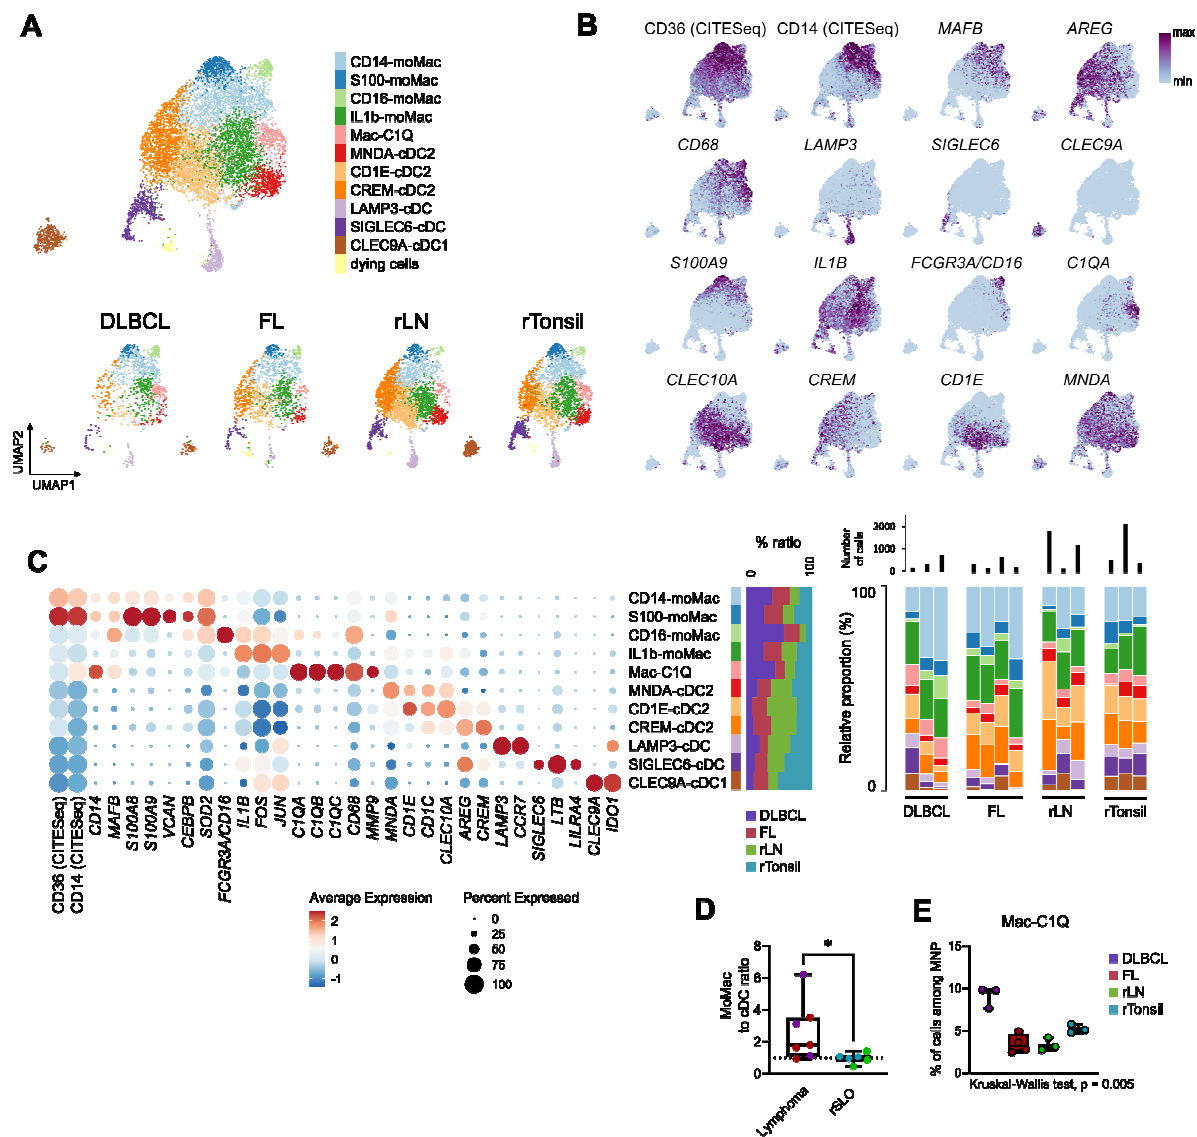 A
CD14-moMac
S100-moMac
CD16-moMac
IL1b-moMac
Mac-C1Q
MNDA-cDC2
CD1E-cDC2
CREM-cDC2
LAMP3-cDC
SIGLEC6-cDC
CLEC9A-cDC1
dying cells
DLBCL FL rLN rTonsil
UMAP2
UMAP1
B
CD36 (CITESeq) CD14 (CITESeq) MAFB AREG
max
min
CD68 LAMP3 SIGLEC6 CLEC9A
S100A9 IL1B FCGR3A/CD16 C1QA
CLEC10A CREM CD1E MNDA
C
CD14-moMac
S100-moMac
CD16-moMac
IL1b-moMac
Mac-C1Q
MNDA-cDC2
CD1E-cDC2
CREM-cDC2
LAMP3-cDC
SIGLEC6-cDC
CLEC9A-cDC1
CD36 (CITESeq)
CD14 (CITESeq)
CD14
MAFB
S100A8
S100A9
VCAN
CEBPB
SOD2
FCGR3A/CD16
IL1B
FOS
JUN
C1QA
C1QB
C1QC
CD68
MMP9
MNDA
CD1E
CD1C
CLEC10A
AREG
CREM
LAMP3
CCR7
SIGLEC6
LTB
LILRA4
CLEC9A
IDO1
Average Expression
2
1
0
-1
Percent Expressed
0
25
50
75
100
% ratio
0 100
DLBCL
FL
rLN
rTonsil
Number of cells
2000
1000
0
Relative proportion (%)
100
0
DLBCL FL rLN rTonsil
D
MoMac
to cDC ratio
8
6
4
2
0
*
Lymphoma rSLO
E
Mac-C1Q
% of cells among MNP
15
10
5
0
DLBCL
FL
rLN
rTonsil
Kruskal-Wallis test, p = 0.005